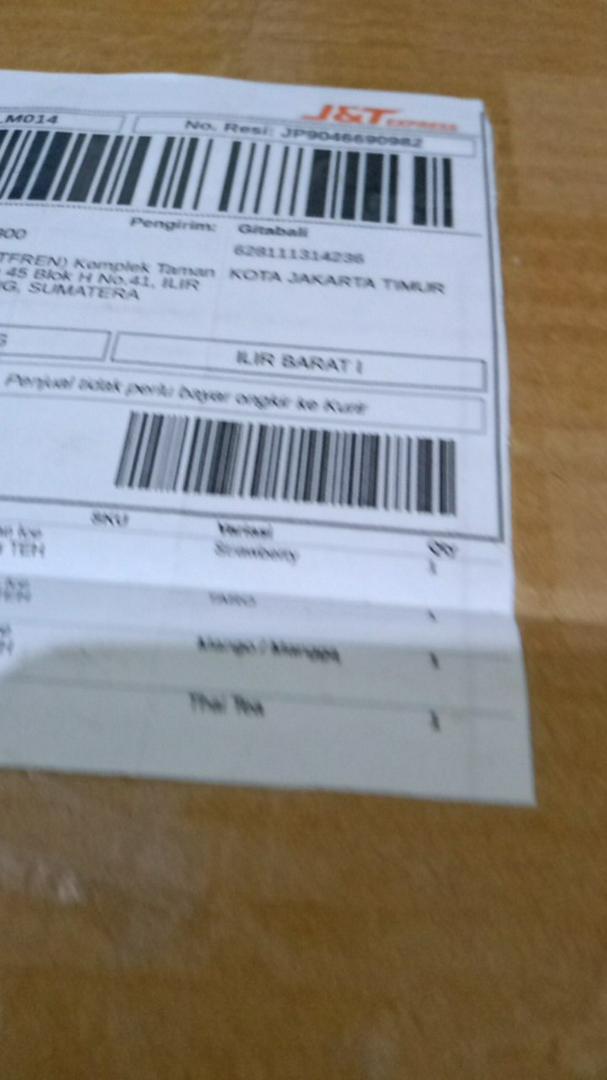 J&T EXPRESS
M014
No. Resi: JP9046690982
Pengirim: Gitabali
628111314236
KOTA JAKARTA TIMUR
TFREN) Komplek Taman
45 Blok H No.41, ILIR
G, SUMATERA
ILIR BARAT I
Penjual tidak perlu bayar ongkir ke Kurir
SKU Variasi Qty
TEH Strawberry 1
1
Mango / Mangga 1
Thai Tea 1